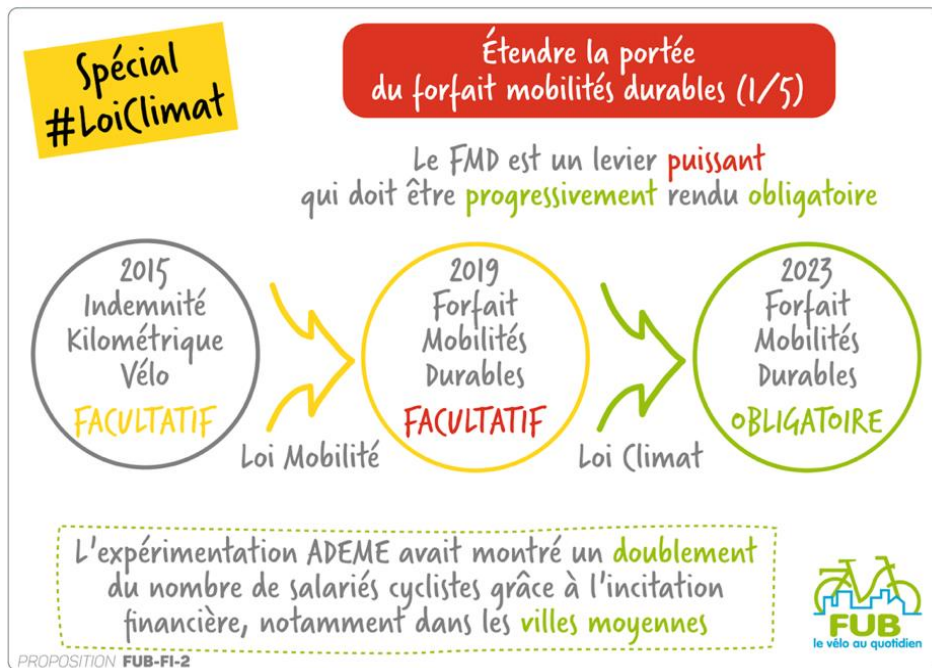 Spécial
#LoiClimat
Étendre la portée
du forfait mobilités durables (1/5)
Le FMD est un levier puissant
qui doit être progressivement rendu obligatoire
2015
Indemnité
Kilométrique
Vélo
FACULTATIF
Loi Mobilité
2019
Forfait
Mobilités
Durables
FACULTATIF
Loi Climat
2023
Forfait
Mobilités
Durables
OBLIGATOIRE
L'expérimentation ADEME avait montré un doublement
du nombre de salariés cyclistes grâce à l'incitation
financière, notamment dans les villes moyennes
FUB
le vélo au quotidien
PROPOSITION FUB-FI-2